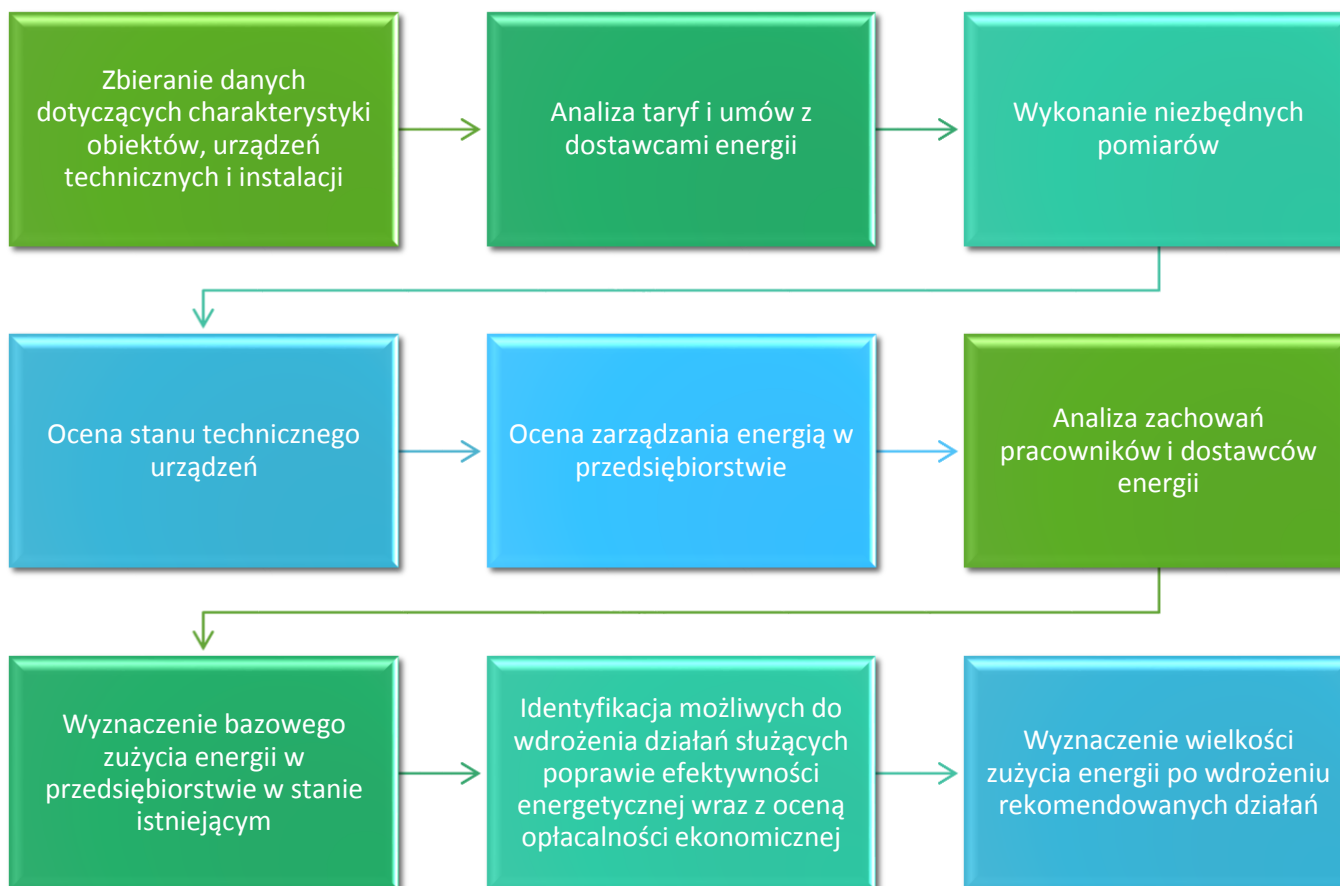 Zbieranie danych
dotyczących charakterystyki
obiektów, urządzeń
technicznych i instalacji
Analiza taryf i umów z
dostawcami energii
Wykonanie niezbędnych
pomiarów
Ocena stanu technicznego
urządzeń
Ocena zarządzania energią w
przedsiębiorstwie
Analiza zachowań
pracowników i dostawców
energii
Wyznaczenie bazowego
zużycia energii w
przedsiębiorstwie w stanie
istniejącym
Identyfikacja możliwych do
wdrożenia działań służących
poprawie efektywności
energetycznej wraz z oceną
opłacalności ekonomicznej
Wyznaczenie wielkości
zużycia energii po wdrożeniu
rekomendowanych działań